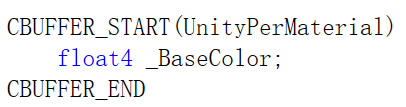 CBUFFER_START(UnityPerMaterial)
    float4 _BaseColor;
CBUFFER_END